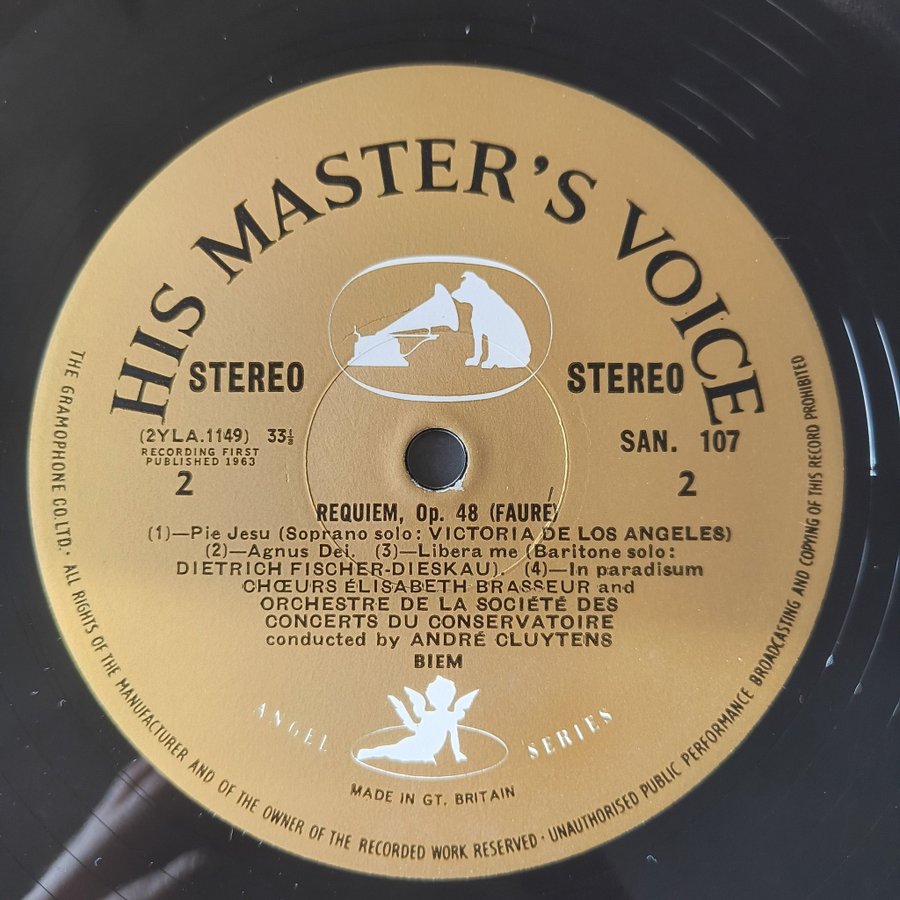 HIS MASTER'S VOICE
STEREO STEREO
(2YLA.1149) 33⅓ SAN. 107
RECORDING FIRST
PUBLISHED 1963
2 2
REQUIEM, Op. 48 (FAURÉ)
(1)—Pie Jesu (Soprano solo: VICTORIA DE LOS ANGELES)
(2)—Agnus Dei. (3)—Libera me (Baritone solo:
DIETRICH FISCHER-DIESKAU). (4)—In paradisum
CHŒURS ÉLISABETH BRASSEUR and
ORCHESTRE DE LA SOCIÉTÉ DES
CONCERTS DU CONSERVATOIRE
conducted by ANDRÉ CLUYTENS
BIEM
ANGEL SERIES
MADE IN GT. BRITAIN
THE GRAMOPHONE CO. LTD. · ALL RIGHTS OF THE MANUFACTURER AND OF THE OWNER OF THE RECORDED WORK RESERVED · UNAUTHORISED PUBLIC PERFORMANCE BROADCASTING AND COPYING OF THIS RECORD PROHIBITED